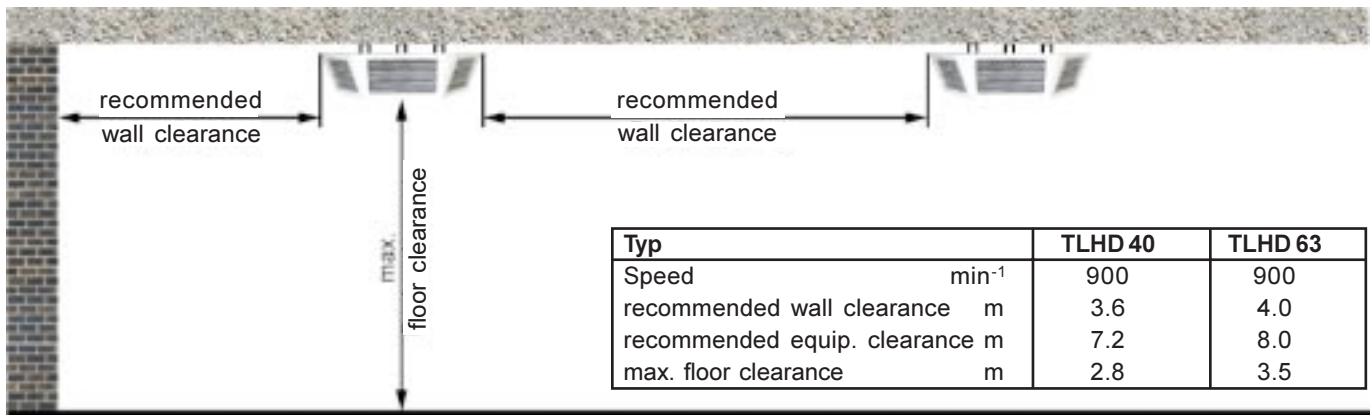 recommended
wall clearance
recommended
wall clearance
max.
floor clearance
Typ TLHD 40 TLHD 63
Speed min-1 900 900
recommended wall clearance m 3.6 4.0
recommended equip. clearance m 7.2 8.0
max. floor clearance m 2.8 3.5